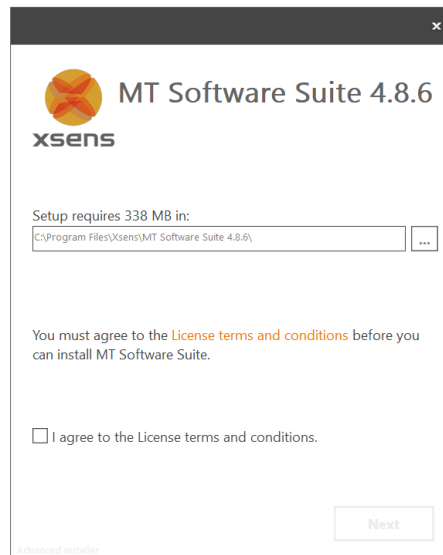 ×
MT Software Suite 4.8.6
xsens
Setup requires 338 MB in:
C:\Program Files\Xsens\MT Software Suite 4.8.6\
...
You must agree to the License terms and conditions before you
can install MT Software Suite.
I agree to the License terms and conditions.
Next
Advanced Installer